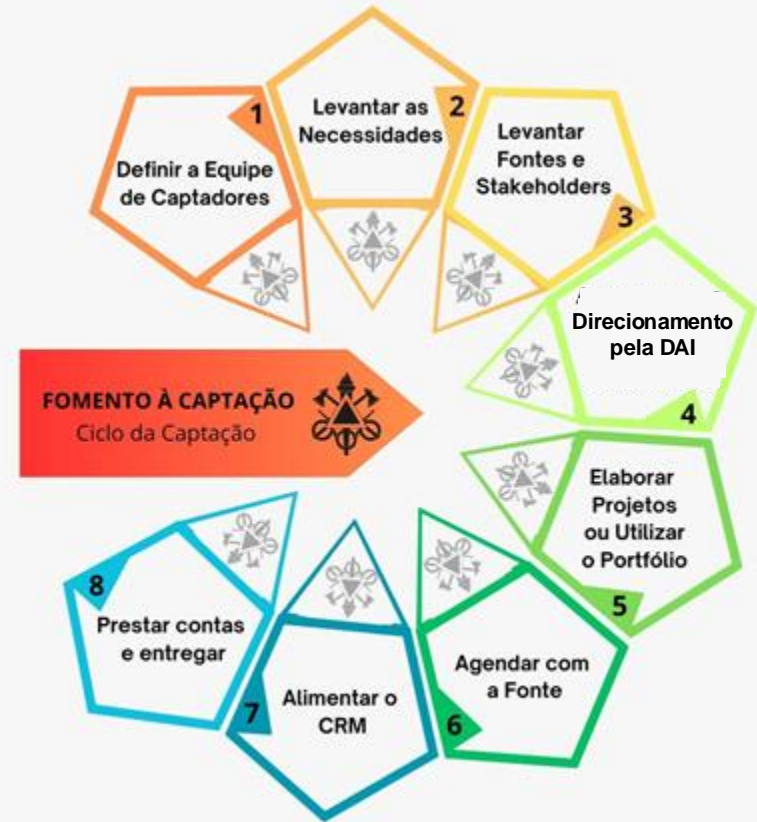 1
Definir a Equipe
de Captadores
2
Levantar as
Necessidades
3
Levantar
Fontes e
Stakeholders
Direcionamento
pela DAI
4
FOMENTO À CAPTAÇÃO
Ciclo da Captação
Elaborar
Projetos
ou Utilizar
o Portfólio
5
Agendar com
a Fonte
6
Alimentar o
CRM
7
8
Prestar contas
e entregar